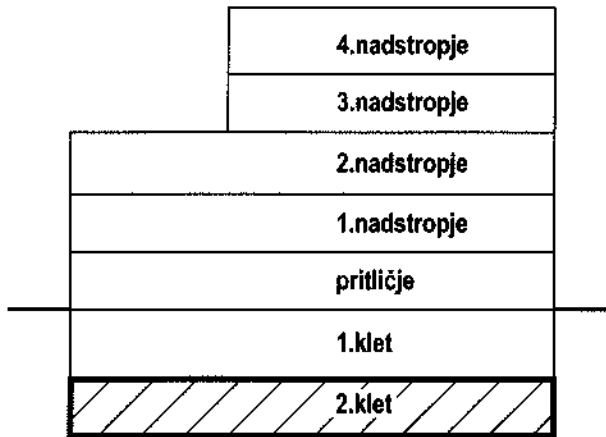 4.nadstropje
3.nadstropje
2.nadstropje
1.nadstropje
pritličje
1.klet
2.klet